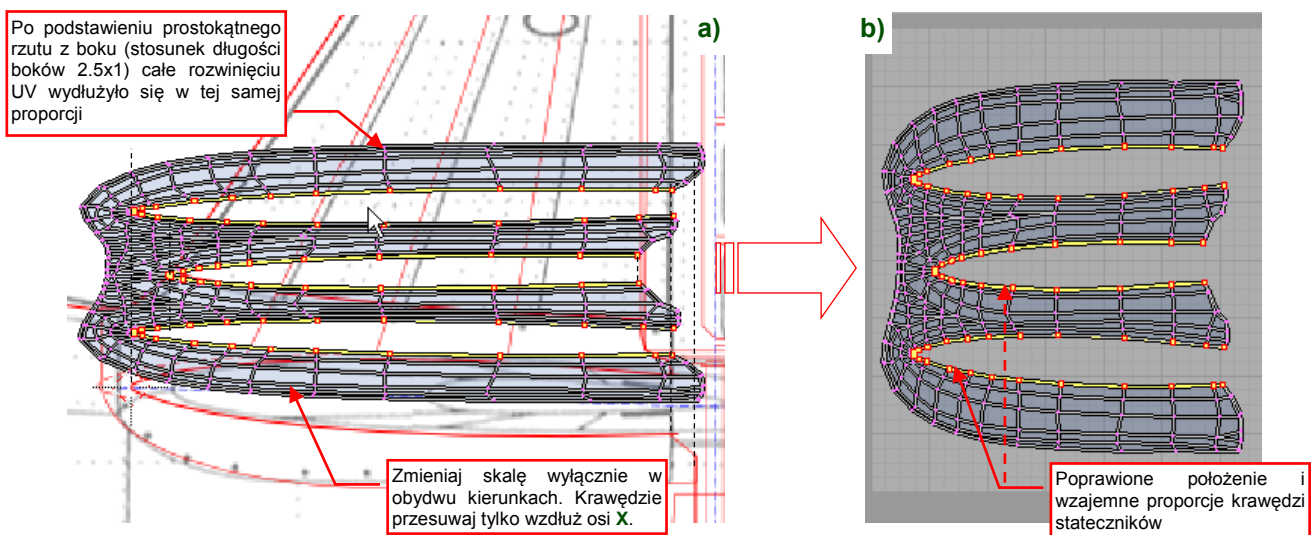 Po podstawieniu prostokątnego
rzutu z boku (stosunek długości
boków 2.5x1) całe rozwinięciu
UV wydłużyło się w tej samej
proporcji
a)
b)
Zmieniaj skalę wyłącznie w
obydwu kierunkach. Krawędzie
przesuwaj tylko wzdłuż osi X.
Poprawione położenie i
wzajemne proporcje krawędzi
stateczników